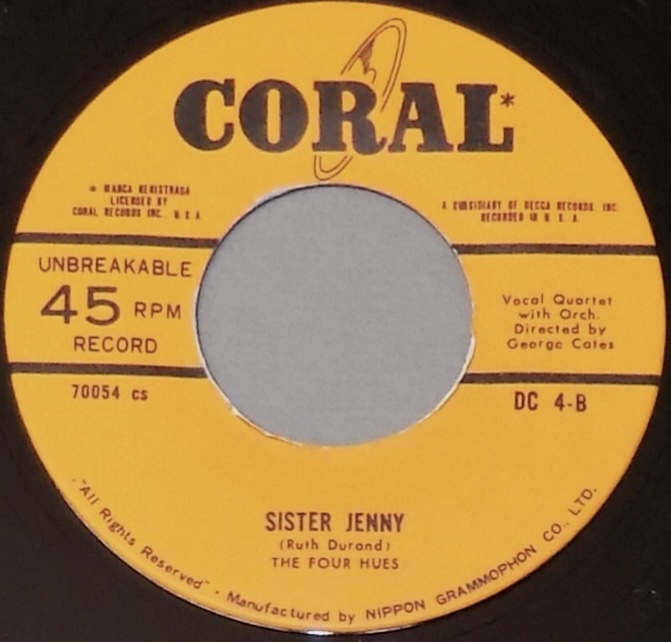 CORAL*
* MARCA REGISTRADA
LICENSED BY
CORAL RECORDS INC., U.S.A.
A SUBSIDIARY OF DECCA RECORDS, INC.
RECORDED IN U.S.A.
UNBREAKABLE
45 RPM
RECORD
Vocal Quartet
with Orch.
Directed by
George Cates
70054 cs
DC 4-B
SISTER JENNY
(Ruth Durand)
THE FOUR HUES
"All Rights Reserved" - Manufactured by NIPPON GRAMMOPHON CO., LTD.